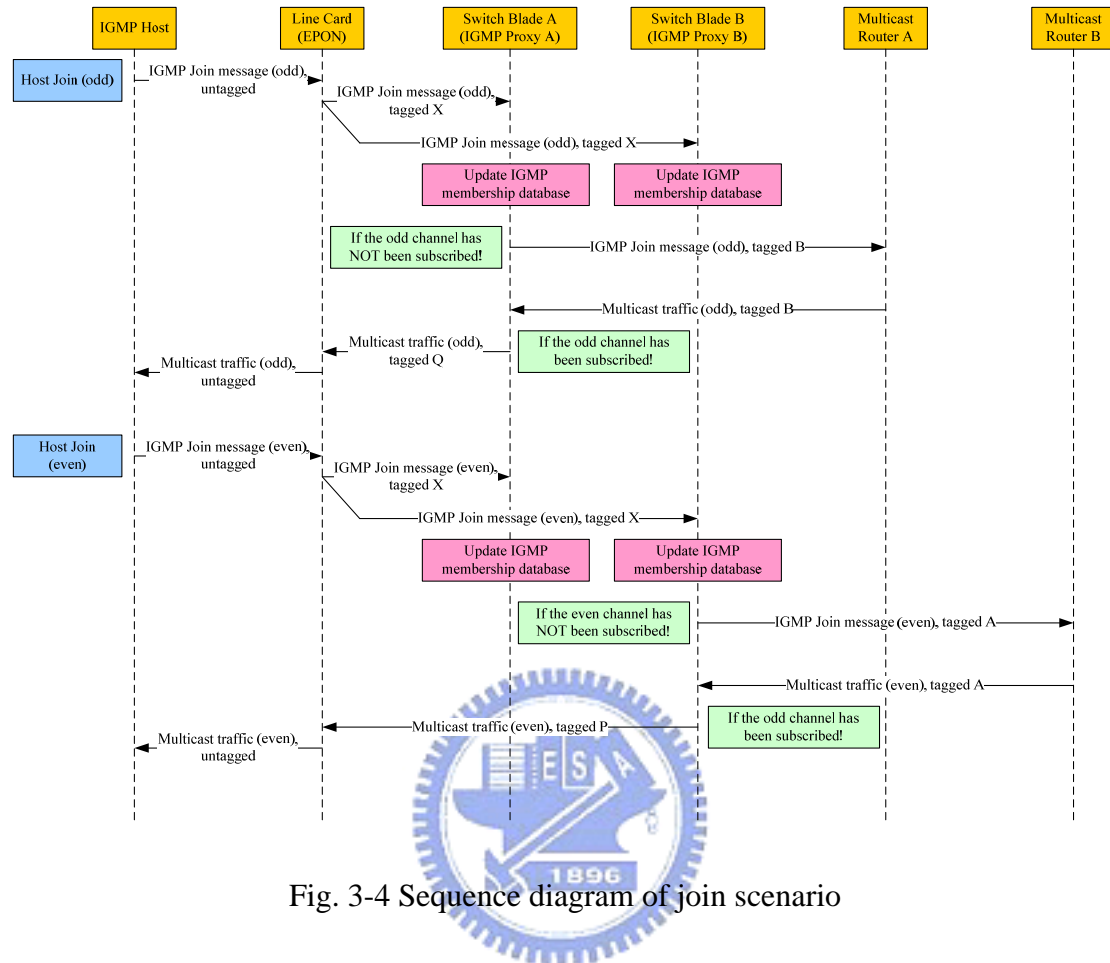 IGMP Host
Line Card
(EPON)
Switch Blade A
(IGMP Proxy A)
Switch Blade B
(IGMP Proxy B)
Multicast
Router A
Multicast
Router B
Host Join (odd)
IGMP Join message (odd),
untagged
IGMP Join message (odd),
tagged X
IGMP Join message (odd), tagged X
Update IGMP
membership database
Update IGMP
membership database
If the odd channel has
NOT been subscribed!
IGMP Join message (odd), tagged B
Multicast traffic (odd), tagged B
Multicast traffic (odd),
tagged Q
If the odd channel has
been subscribed!
Multicast traffic (odd),
untagged
Host Join
(even)
IGMP Join message (even),
untagged
IGMP Join message (even),
tagged X
IGMP Join message (even), tagged X
Update IGMP
membership database
Update IGMP
membership database
If the even channel has
NOT been subscribed!
IGMP Join message (even), tagged A
Multicast traffic (even), tagged A
Multicast traffic (even), tagged P
If the odd channel has
been subscribed!
Multicast traffic (even),
untagged
E S A
1896
Fig. 3-4 Sequence diagram of join scenario